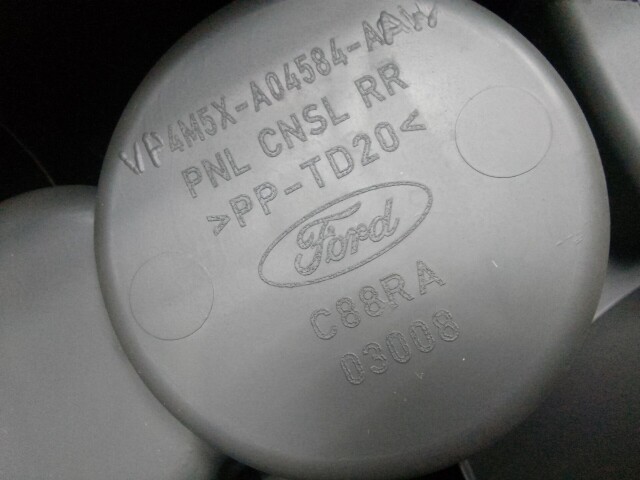 VP4M5X-A04584-AAW
PNL CNSL RR
>PP-TD20<
Ford
C88RA
03008